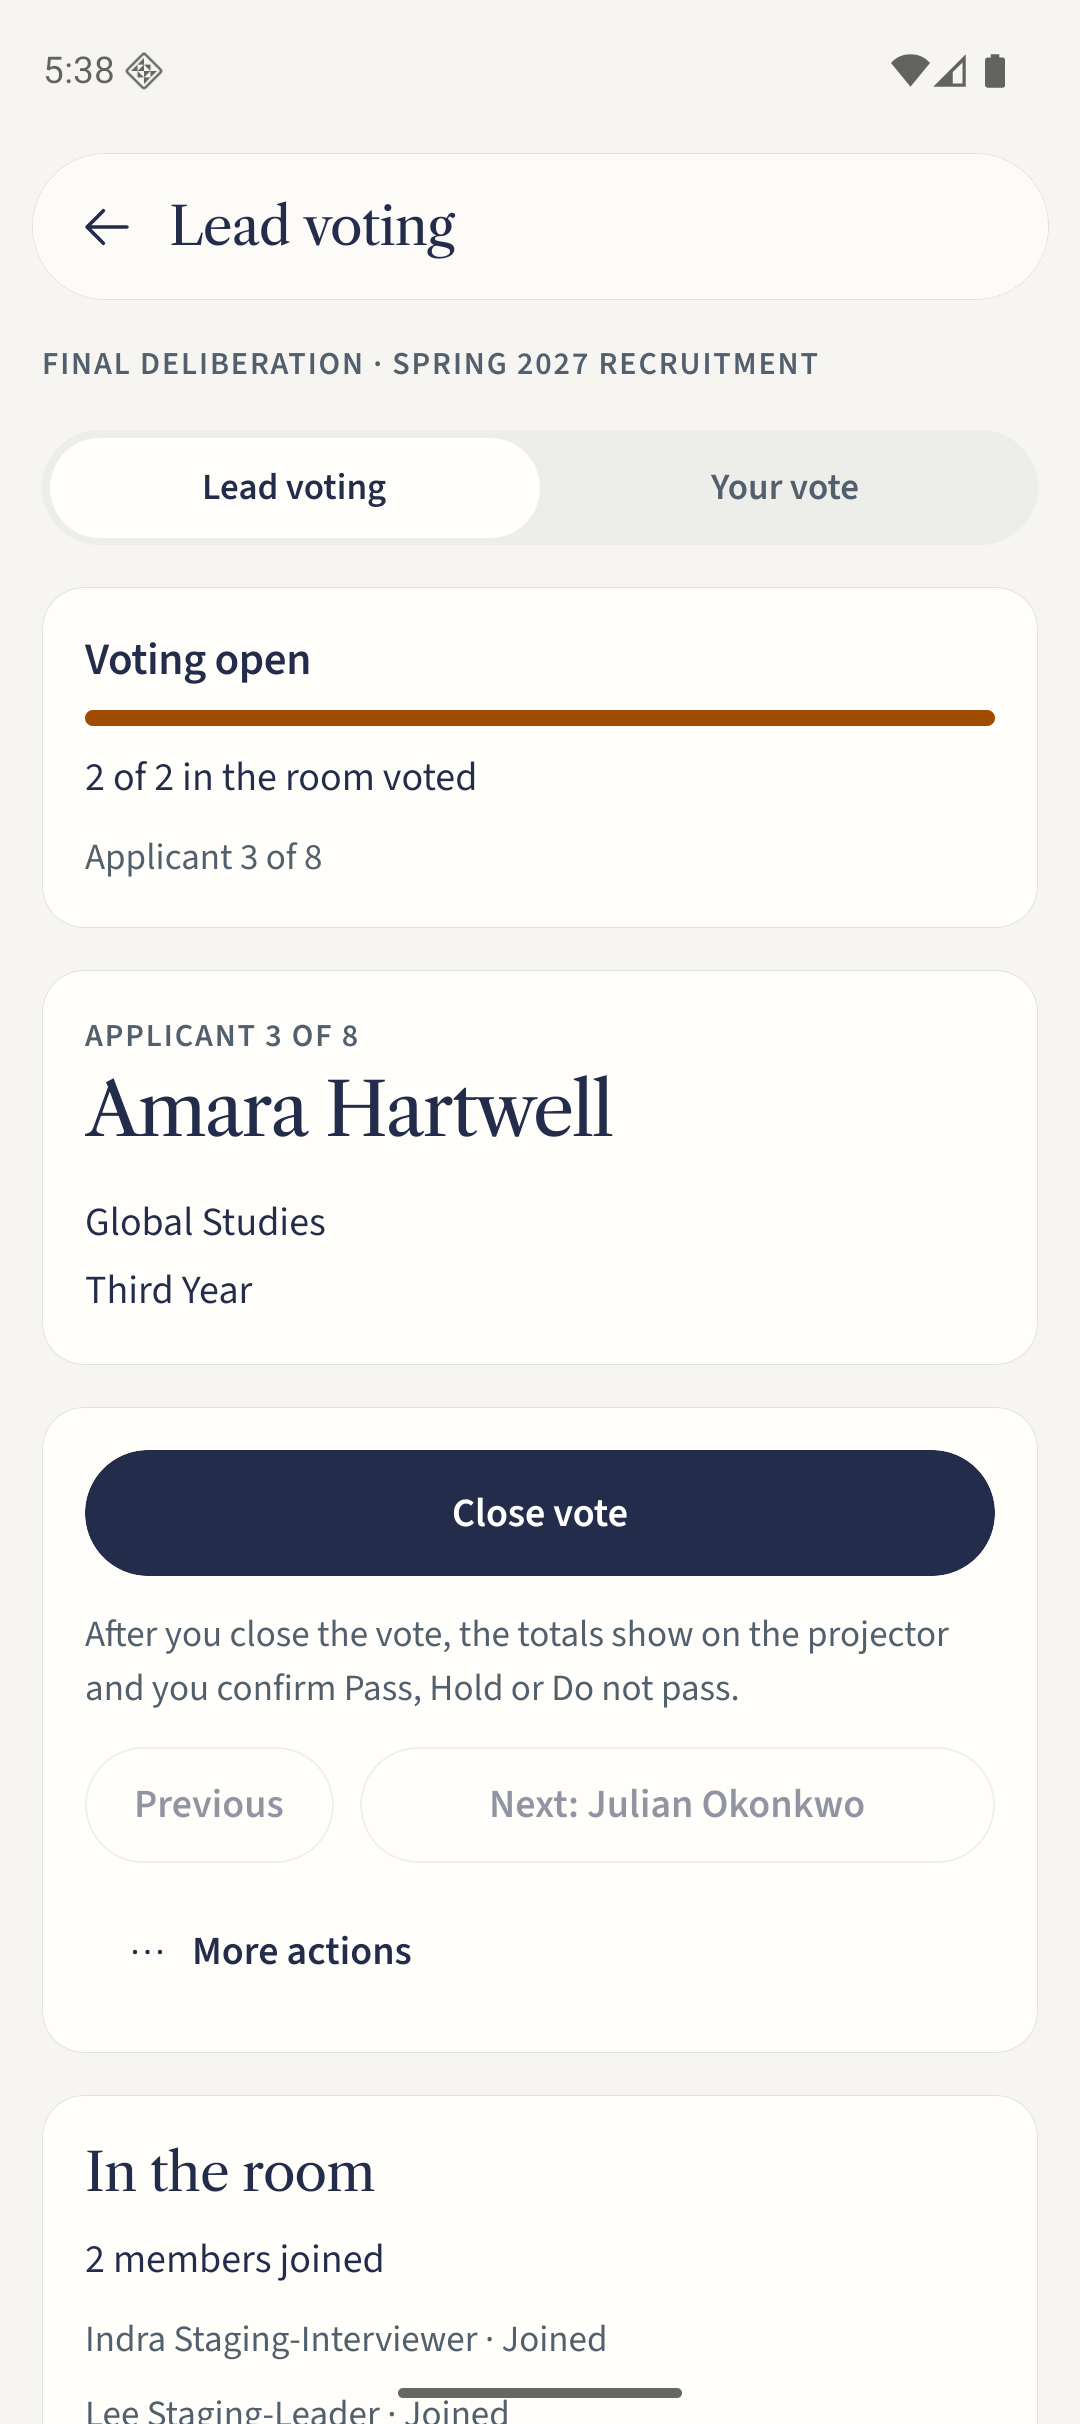 5:38
Lead voting
FINAL DELIBERATION · SPRING 2027 RECRUITMENT
Lead voting
Your vote
Voting open
2 of 2 in the room voted
Applicant 3 of 8
APPLICANT 3 OF 8
Amara Hartwell
Global Studies
Third Year
Close vote
After you close the vote, the totals show on the projector
and you confirm Pass, Hold or Do not pass.
Previous
Next: Julian Okonkwo
··· More actions
In the room
2 members joined
Indra Staging-Interviewer · Joined
Lee Staging-Leader · Joined